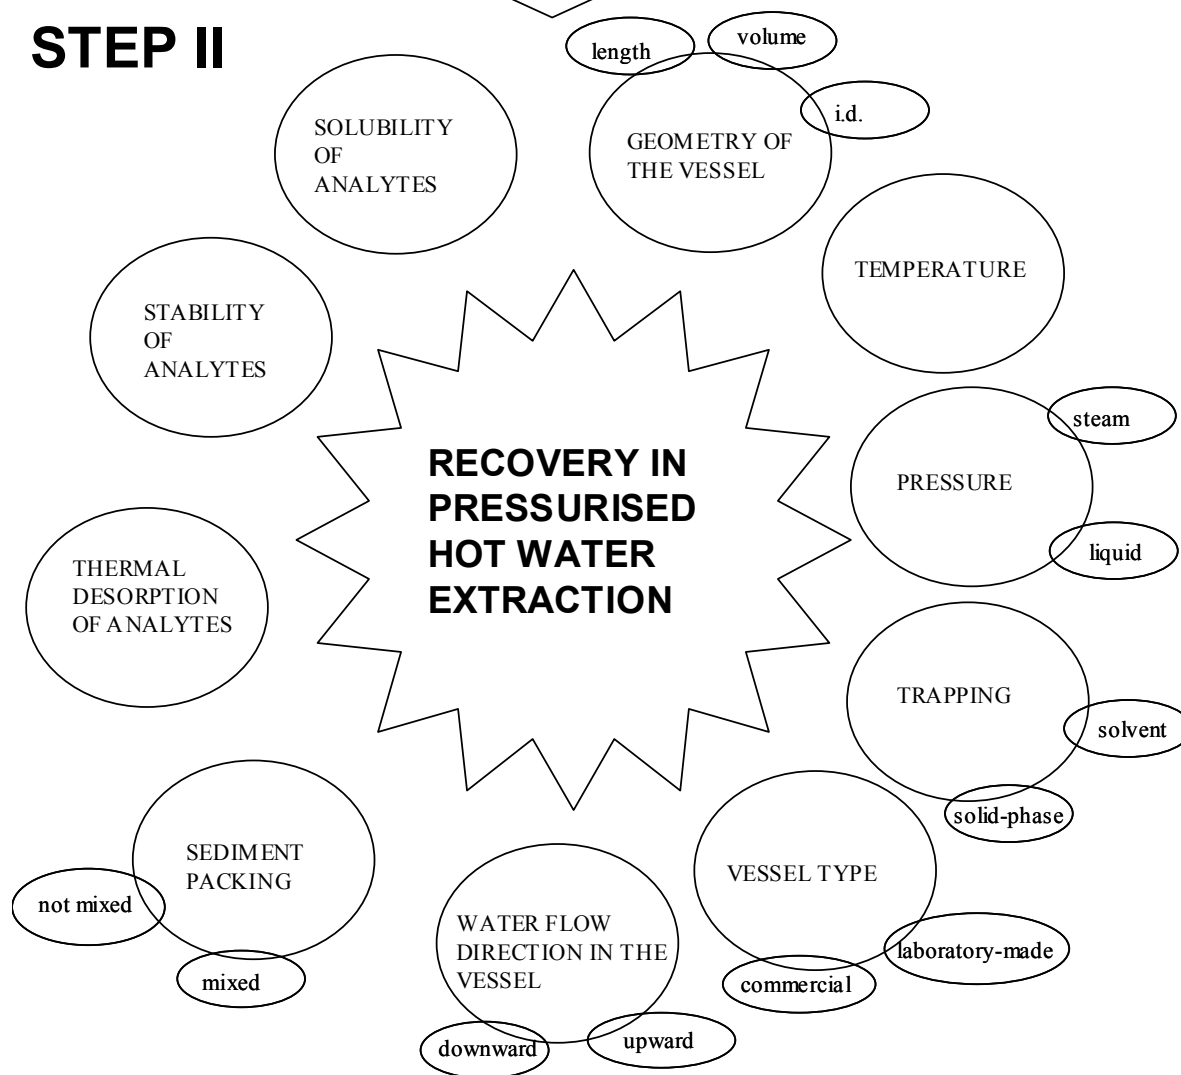 STEP II
length
volume
i.d.
SOLUBILITY
OF
ANALYTES
GEOMETRY OF
THE VESSEL
TEMPERATURE
STABILITY
OF
ANALYTES
steam
PRESSURE
liquid
RECOVERY IN
PRESSURISED
HOT WATER
EXTRACTION
THERMAL
DESORPTION
OF ANALYTES
TRAPPING
solvent
solid-phase
SEDIMENT
PACKING
not mixed
mixed
VESSEL TYPE
laboratory-made
commercial
WATER FLOW
DIRECTION IN THE
VESSEL
downward
upward